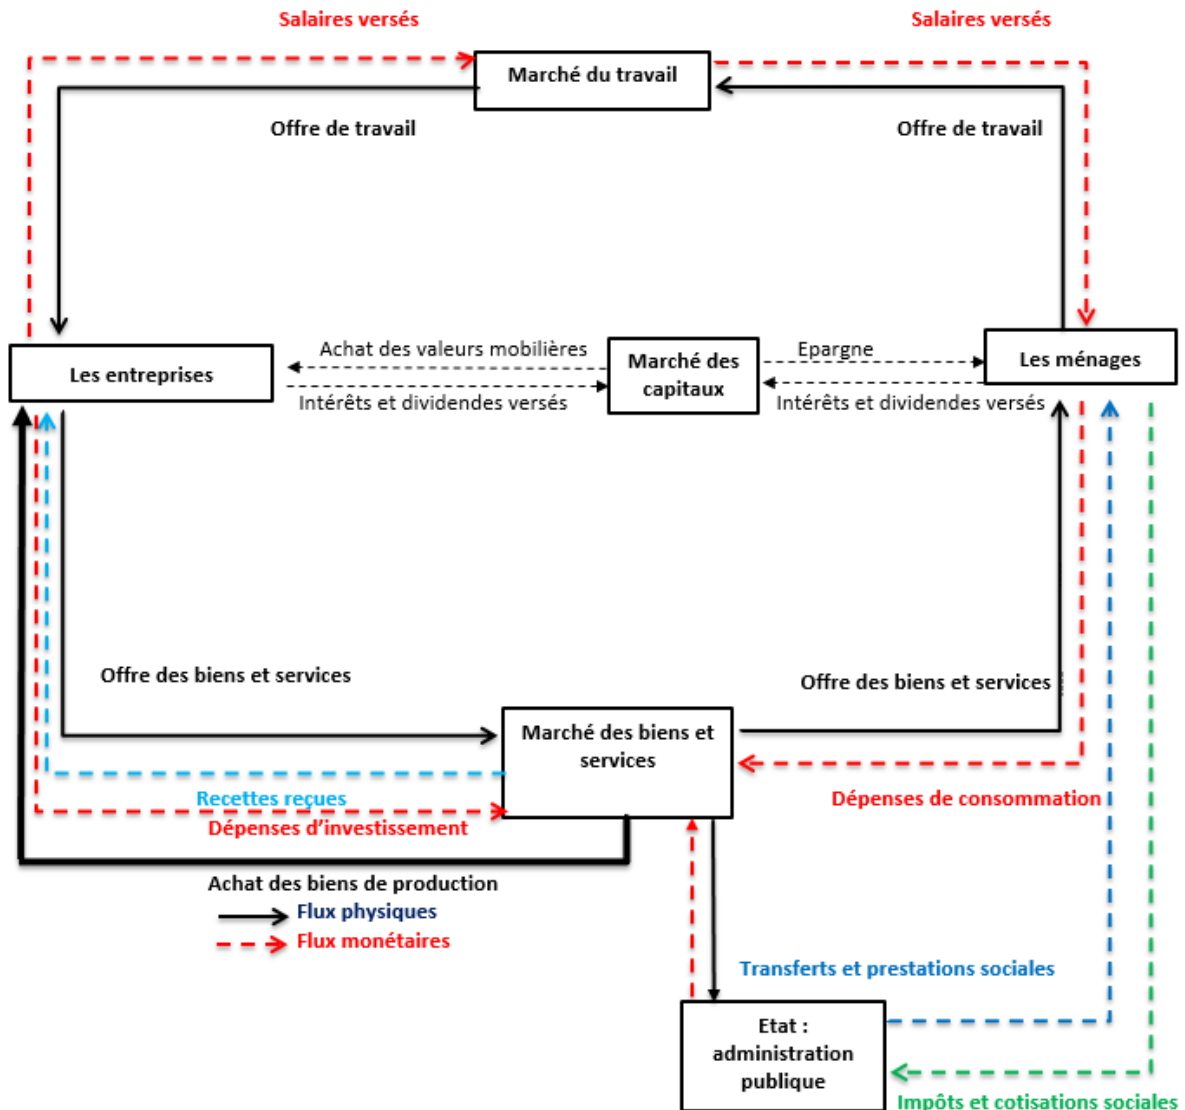 Salaires versés
Salaires versés
Marché du travail
Offre de travail
Offre de travail
Achat des valeurs mobilières
Epargne
Les entreprises
Marché des
capitaux
Les ménages
Intérêts et dividendes versés
Intérêts et dividendes versés
Offre des biens et services
Offre des biens et services
Marché des biens et
services
Recettes reçues
Dépenses de consommation
Dépenses d’investissement
Achat des biens de production
Flux physiques
Flux monétaires
Transferts et prestations sociales
Etat :
administration
publique
Impôts et cotisations sociales